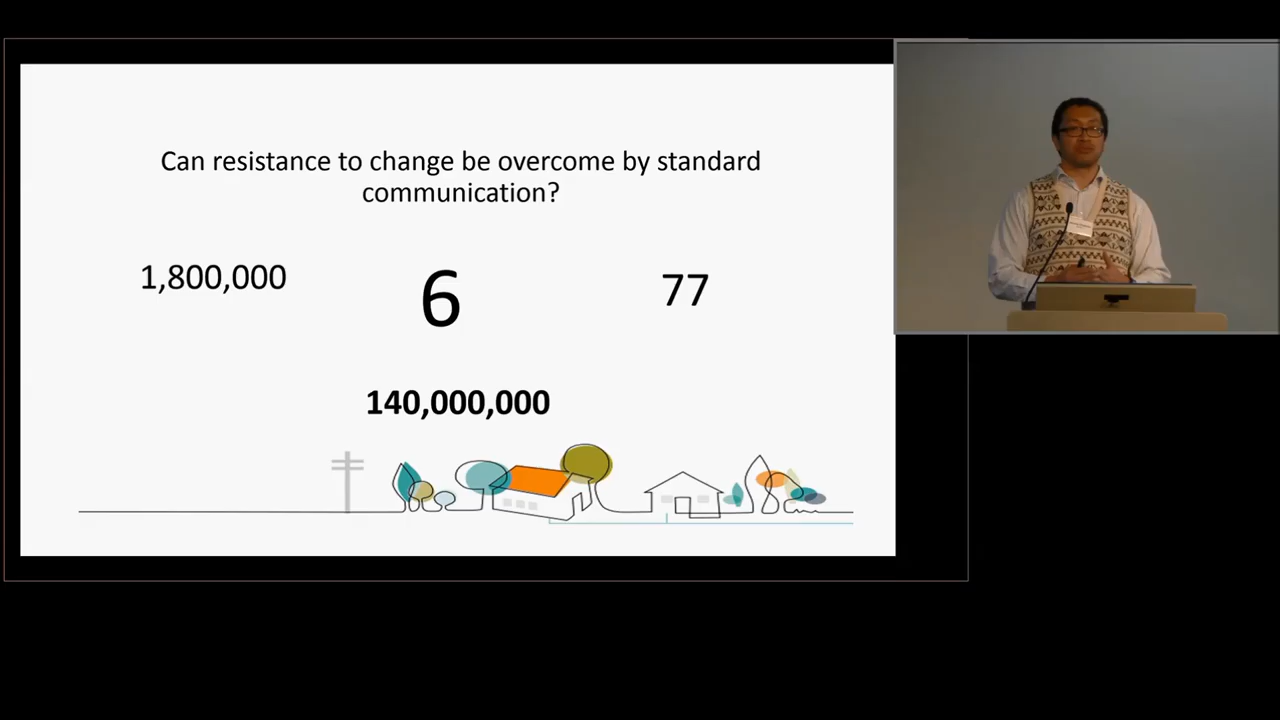 Can resistance to change be overcome by standard
communication?
1,800,000
6
77
140,000,000